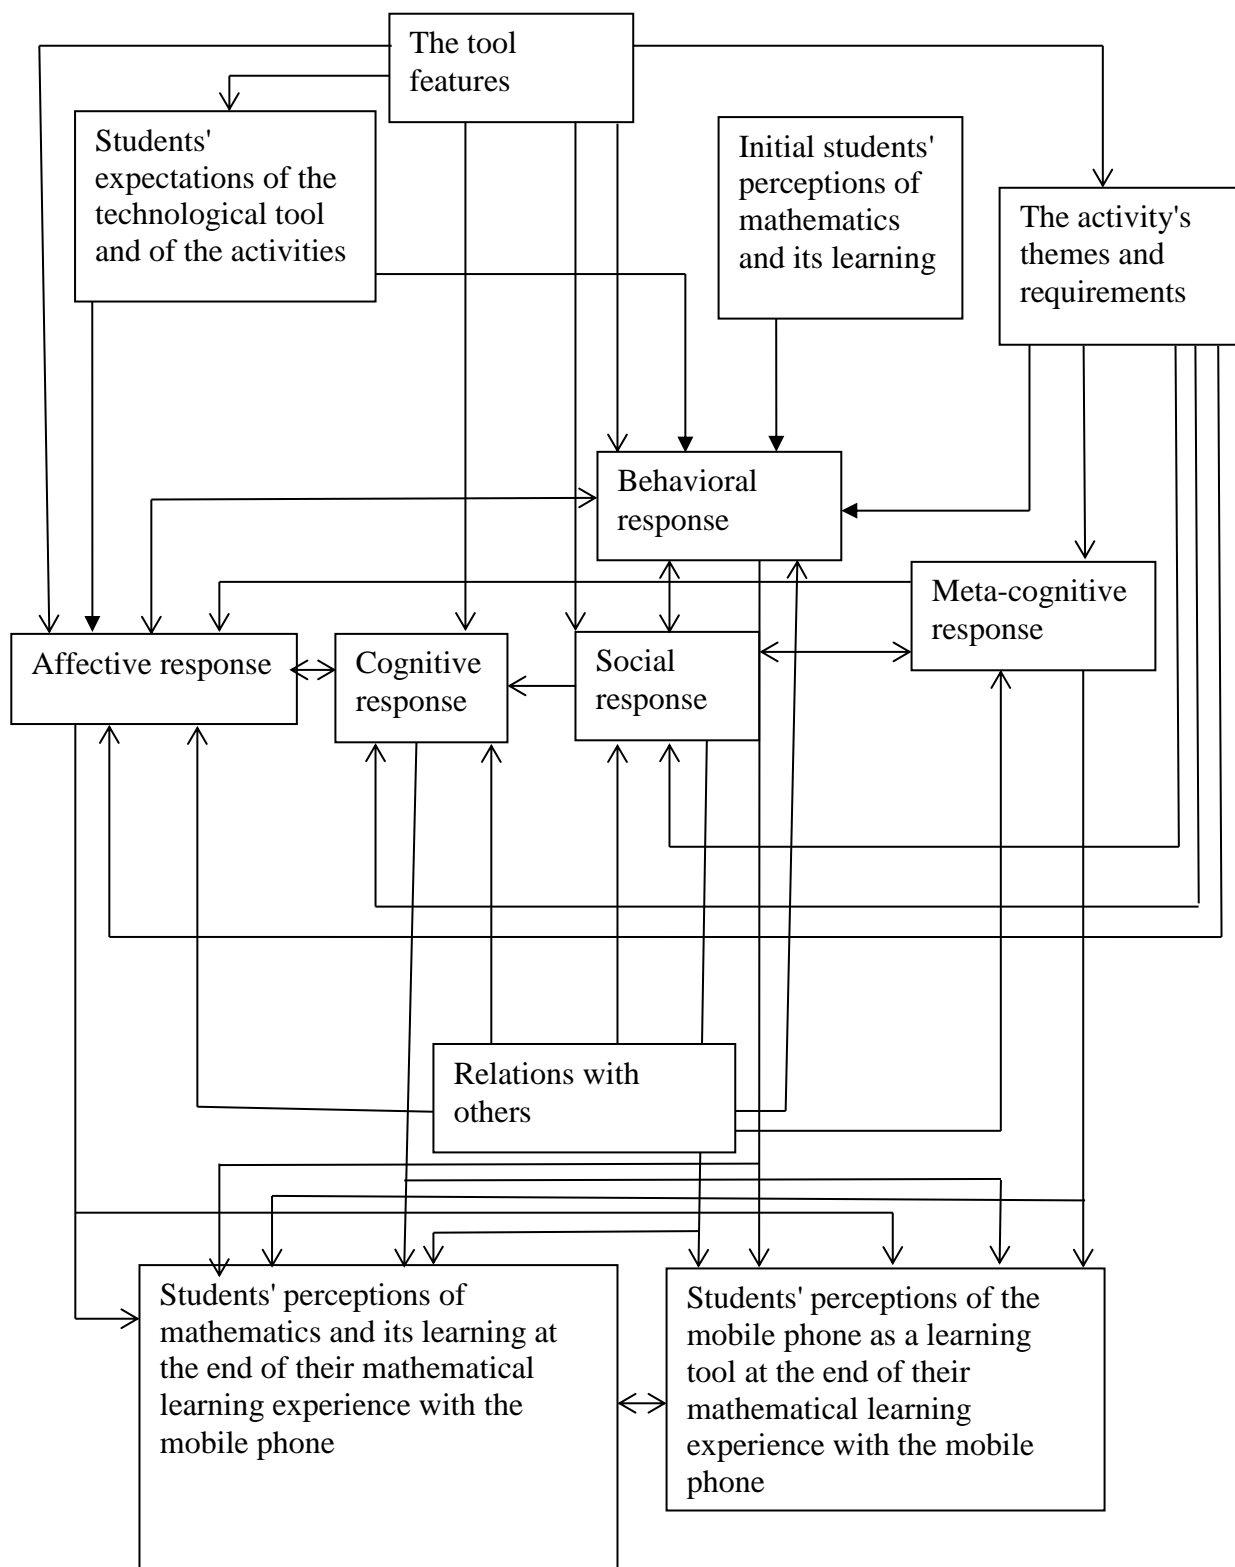 The tool
features
Students'
expectations of the
technological tool
and of the activities
Initial students'
perceptions of
mathematics
and its learning
The activity's
themes and
requirements
Behavioral
response
Meta-cognitive
response
Affective response
Cognitive
response
Social
response
Relations with
others
Students' perceptions of
mathematics and its learning at
the end of their mathematical
learning experience with the
mobile phone
Students' perceptions of the
mobile phone as a learning
tool at the end of their
mathematical learning
experience with the mobile
phone